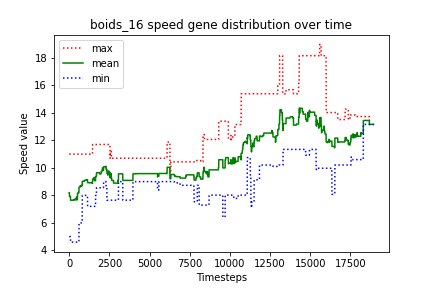 boids_16 speed gene distribution over time
max
mean
min
Speed value
18
16
14
12
10
8
6
4
0 2500 5000 7500 10000 12500 15000 17500
Timesteps